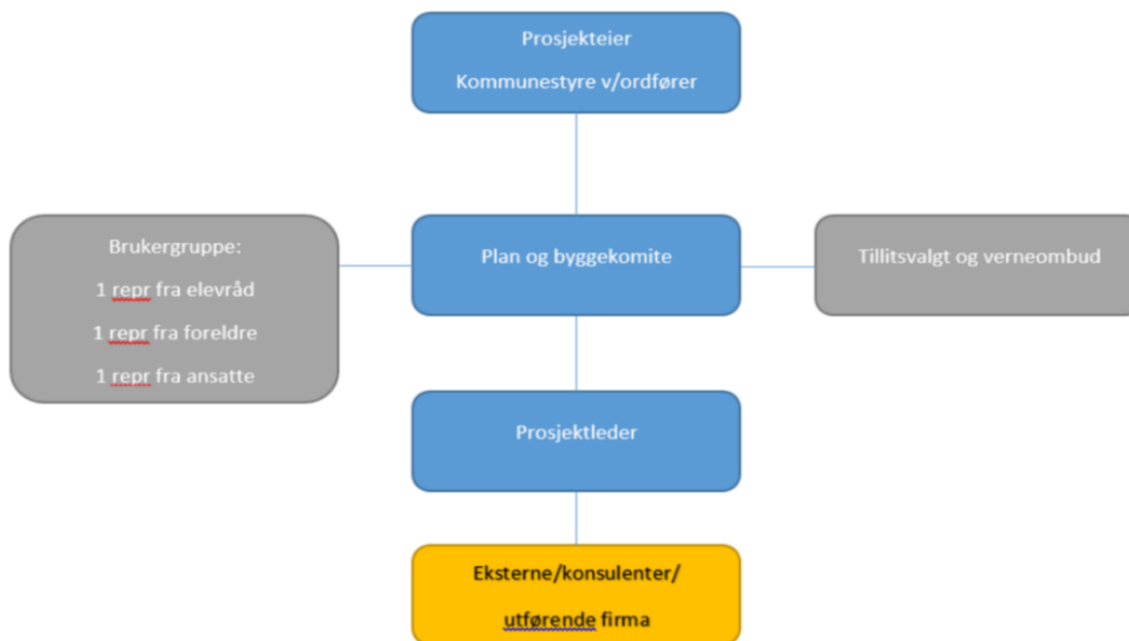 Prosjekteier
Kommunestyre v/ordfører
Brukergruppe:
1 repr fra elevråd
1 repr fra foreldre
1 repr fra ansatte
Plan og byggekomite
Tillitsvalgt og verneombud
Prosjektleder
Eksterne/konsulenter/
utførende firma